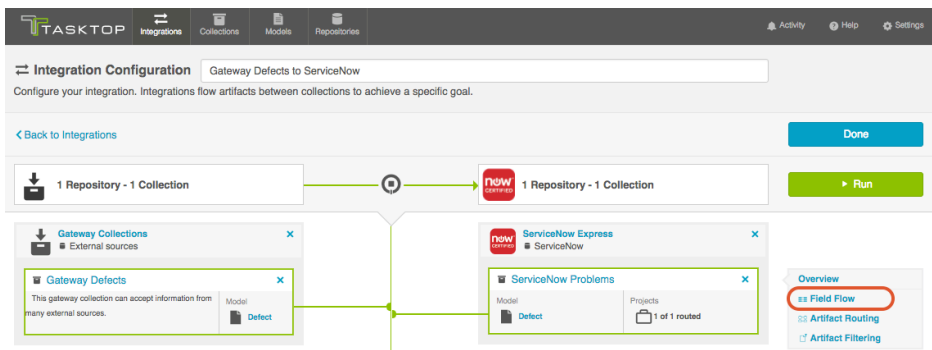 TASKTOP
Integrations
Collections
Models
Repositories
Activity
Help
Settings
Integration Configuration
Gateway Defects to ServiceNow
Configure your integration. Integrations flow artifacts between collections to achieve a specific goal.
Back to Integrations
Done
1 Repository - 1 Collection
now
CERTIFIED
1 Repository - 1 Collection
Run
Gateway Collections
External sources
Gateway Defects
This gateway collection can accept information from
many external sources.
Model
Defect
now
CERTIFIED
ServiceNow Express
ServiceNow
ServiceNow Problems
Model
Defect
Projects
1 of 1 routed
Overview
Field Flow
Artifact Routing
Artifact Filtering